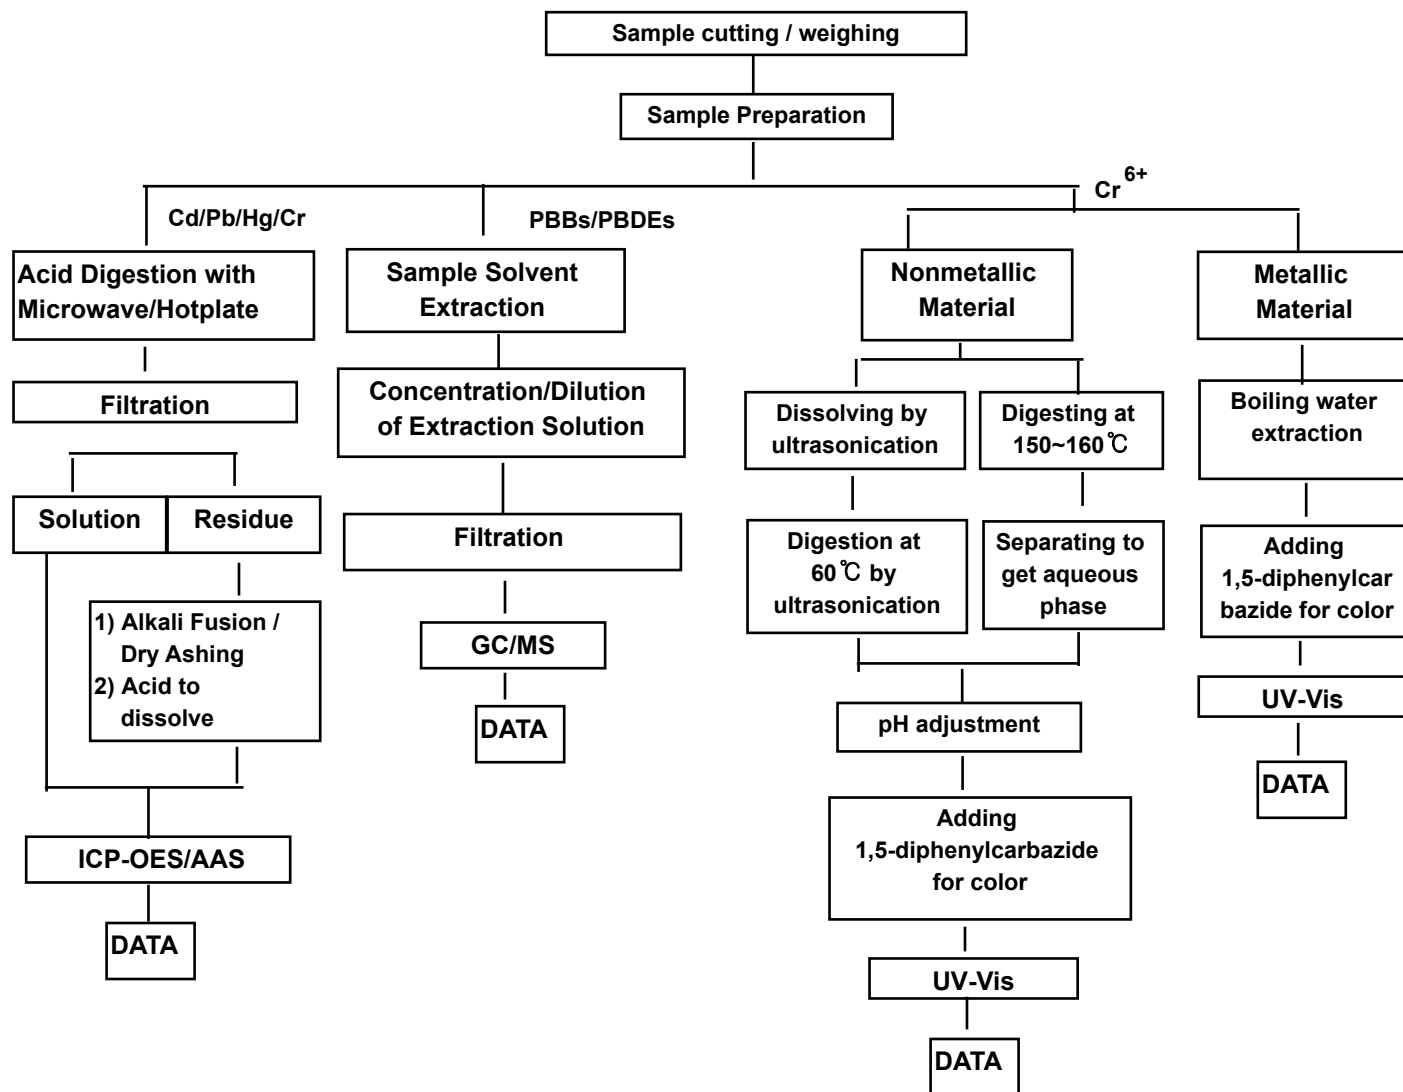 Sample cutting / weighing
Sample Preparation
Cd/Pb/Hg/Cr
PBBs/PBDEs
Cr 6+
Acid Digestion with
Microwave/Hotplate
Filtration
Solution
Residue
1) Alkali Fusion /
Dry Ashing
2) Acid to
dissolve
ICP-OES/AAS
DATA
Sample Solvent
Extraction
Concentration/Dilution
of Extraction Solution
Filtration
GC/MS
DATA
Nonmetallic
Material
Dissolving by
ultrasonication
Digestion at
60℃ by
ultrasonication
Digesting at
150~160℃
Separating to
get aqueous
phase
pH adjustment
Adding
1,5-diphenylcarbazide
for color
UV-Vis
DATA
Metallic
Material
Boiling water
extraction
Adding
1,5-diphenylcar
bazide for color
UV-Vis
DATA